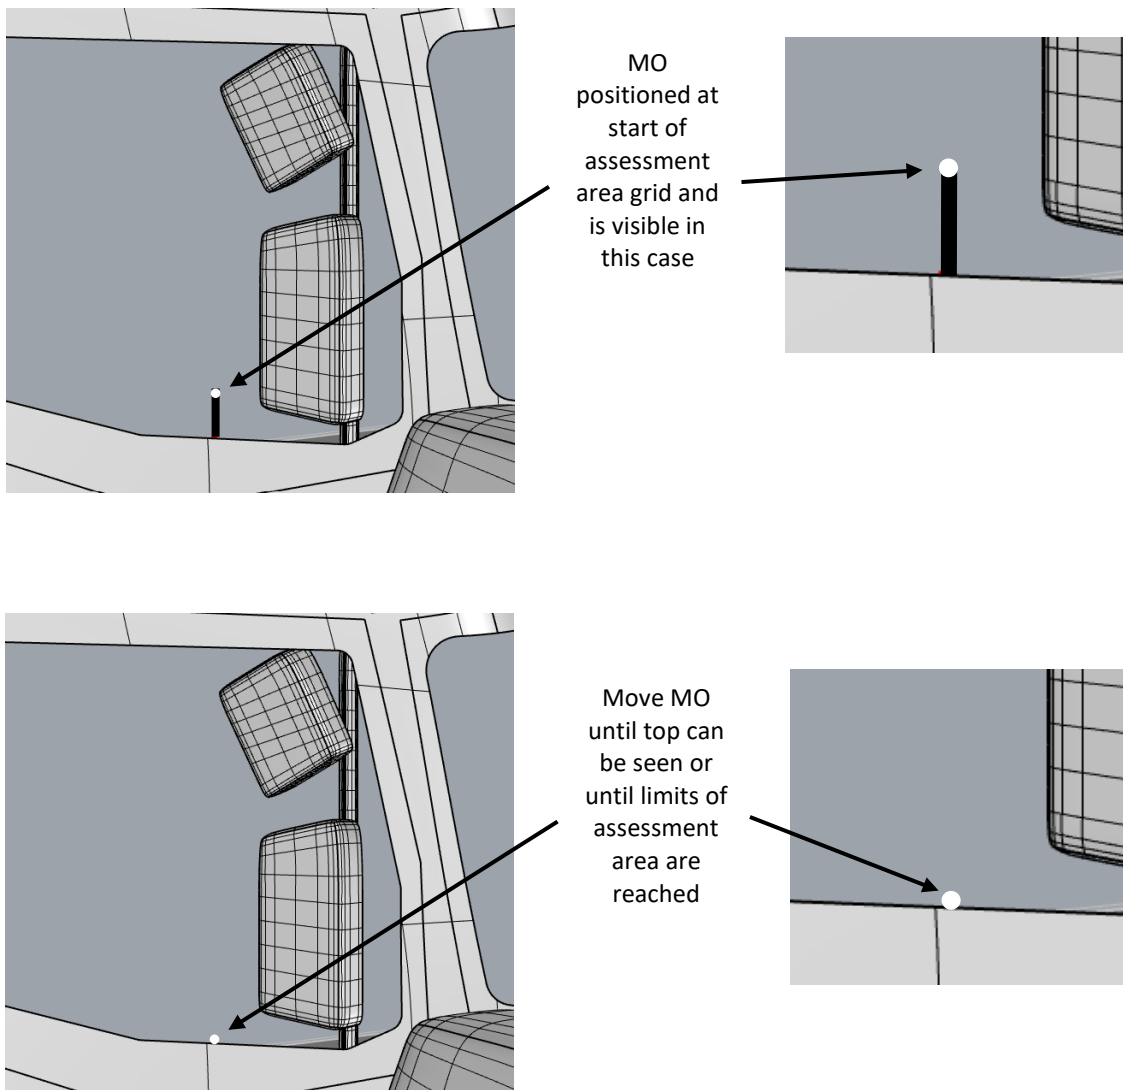 MO
positioned at
start of
assessment
area grid and
is visible in
this case
Move MO
until top can
be seen or
until limits of
assessment
area are
reached